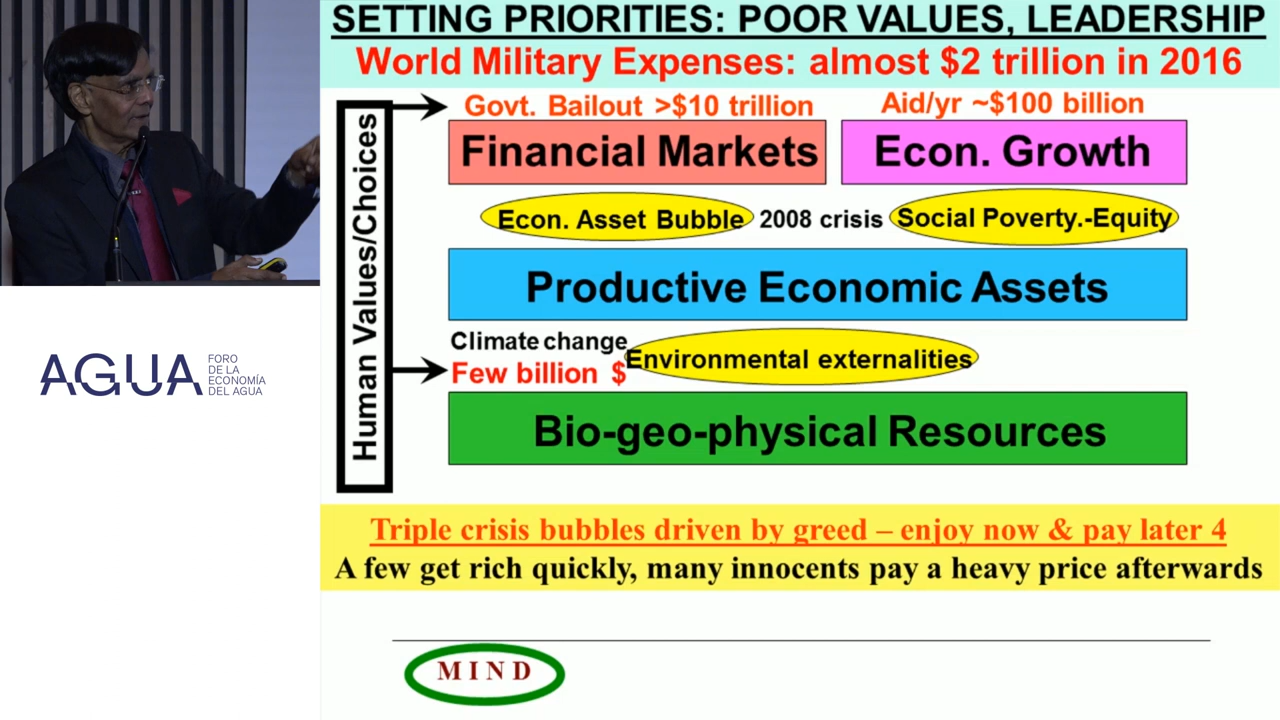 SETTING PRIORITIES: POOR VALUES, LEADERSHIP
World Military Expenses: almost $2 trillion in 2016
Human Values/Choices
Govt. Bailout >$10 trillion
Aid/yr ~$100 billion
Financial Markets
Econ. Growth
Econ. Asset Bubble
2008 crisis
Social Poverty.-Equity
Productive Economic Assets
Climate change
Few billion $
Environmental externalities
Bio-geo-physical Resources
AGUA
FORO
DE LA
ECONOMÍA
DEL AGUA
Triple crisis bubbles driven by greed – enjoy now & pay later 4
A few get rich quickly, many innocents pay a heavy price afterwards
M I N D